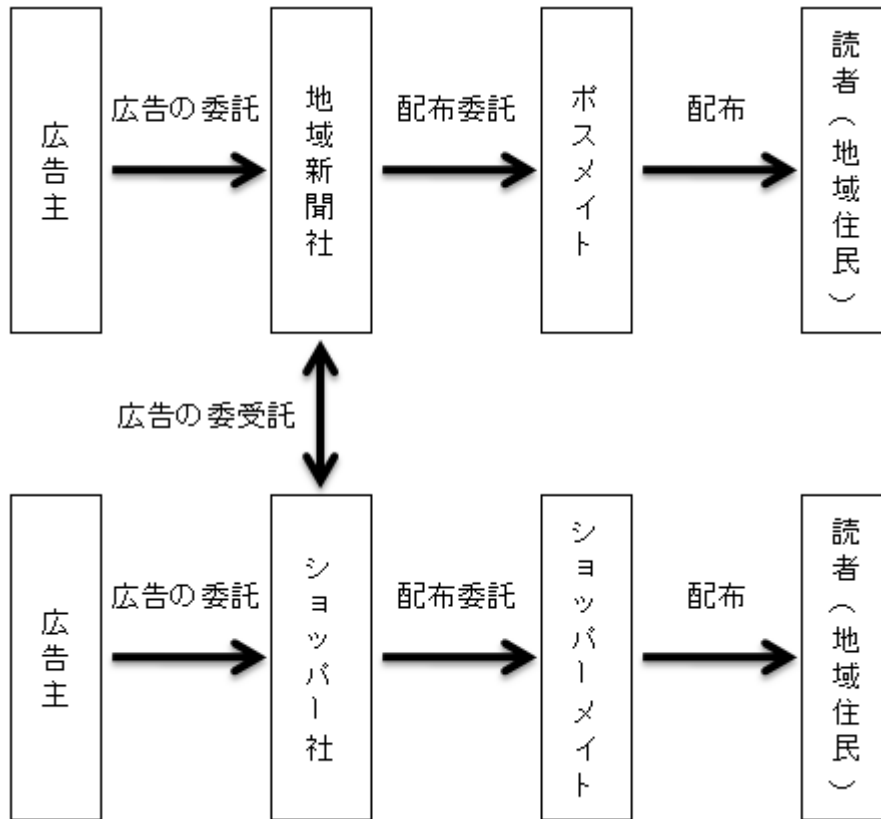 広告主
広告の委託
地域新聞社
配布委託
ポスメイト
配布
読者(地域住民)
広告の委受託
広告主
広告の委託
ショッパー社
配布委託
ショッパーメイト
配布
読者(地域住民)